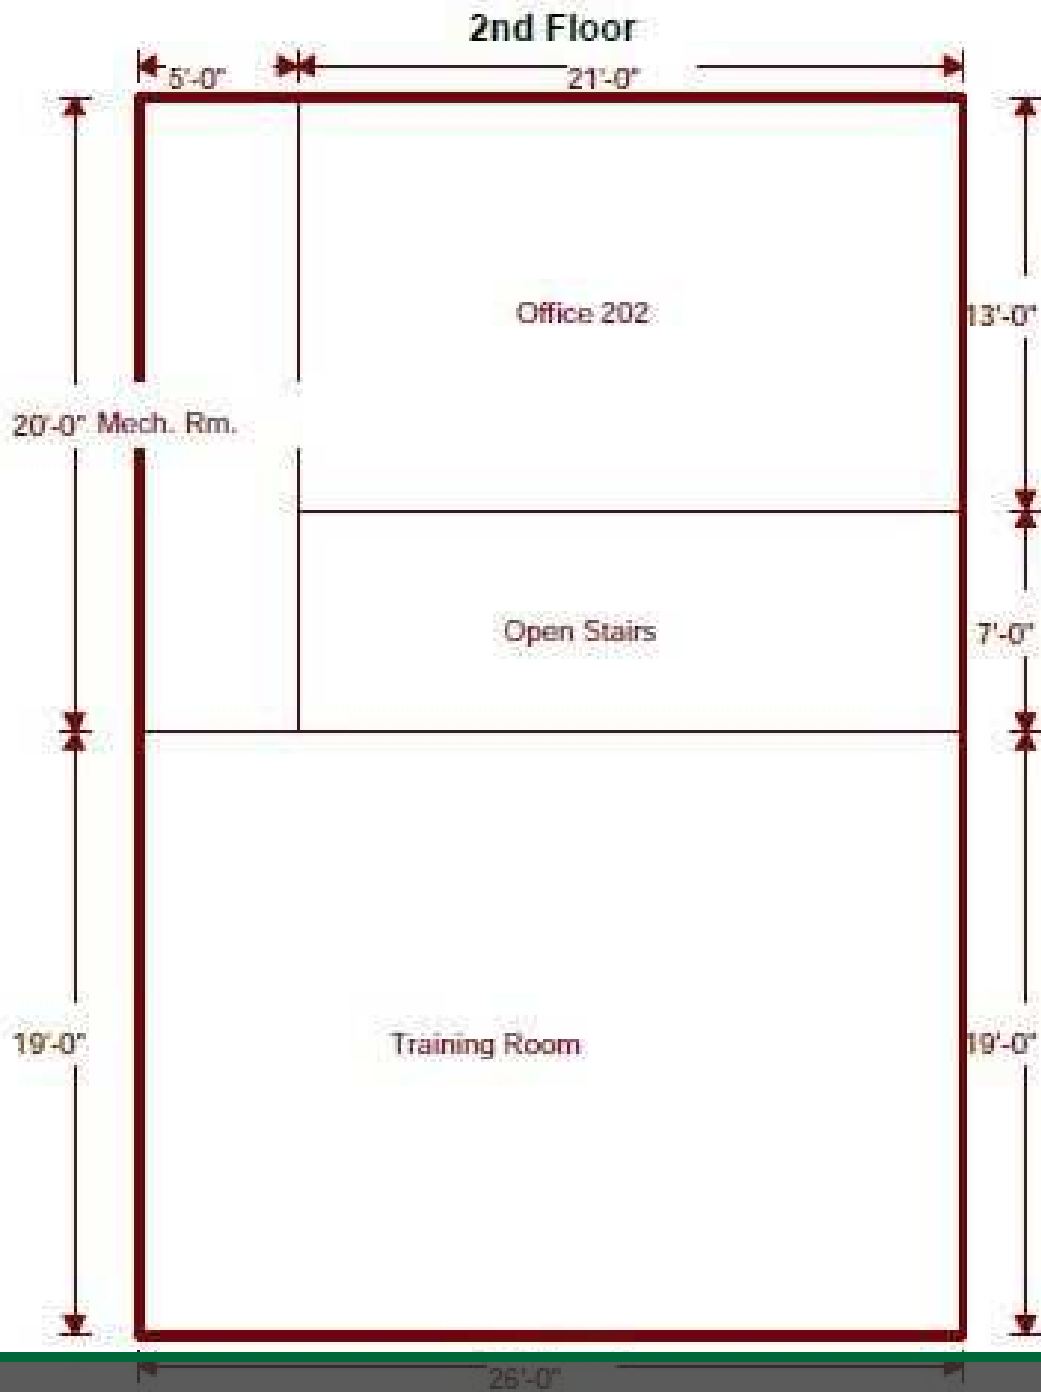 2nd Floor
5'-0" 21'-0"
Office 202
13'-0"
20'-0" Mech. Rm.
Open Stairs
7'-0"
19'-0" Training Room 19'-0"
26'-0"